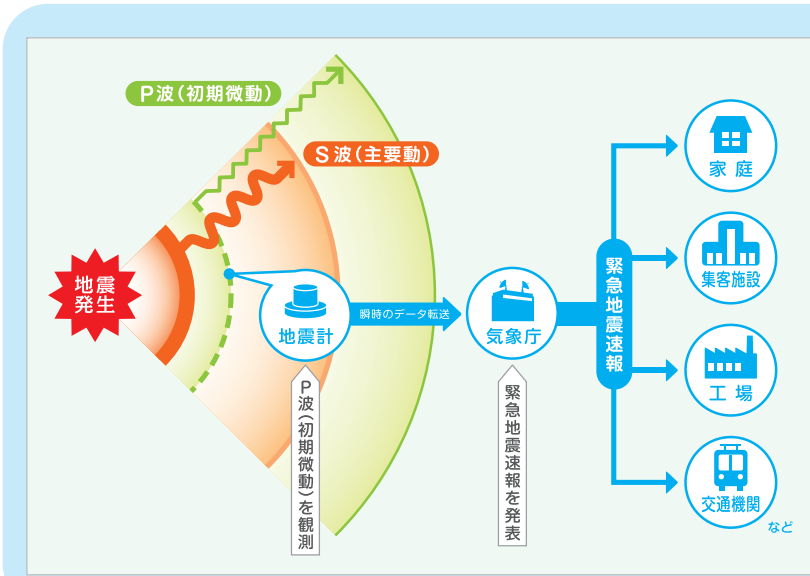 P波(初期微動)
S波(主要動)
地震
発生
地震計
瞬時のデータ転送
気象庁
緊急地震速報
家庭
集客施設
工場
交通機関
など
P波(初期微動)を観測
緊急地震速報を発表